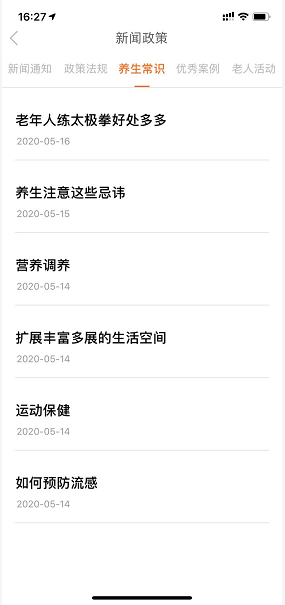 16:27
新闻政策
新闻通知 政策法规 养生常识 优秀案例 老人活动
老年人练太极拳好处多多
2020-05-16
养生注意这些忌讳
2020-05-15
营养调养
2020-05-14
扩展丰富多展的生活空间
2020-05-14
运动保健
2020-05-14
如何预防流感
2020-05-14